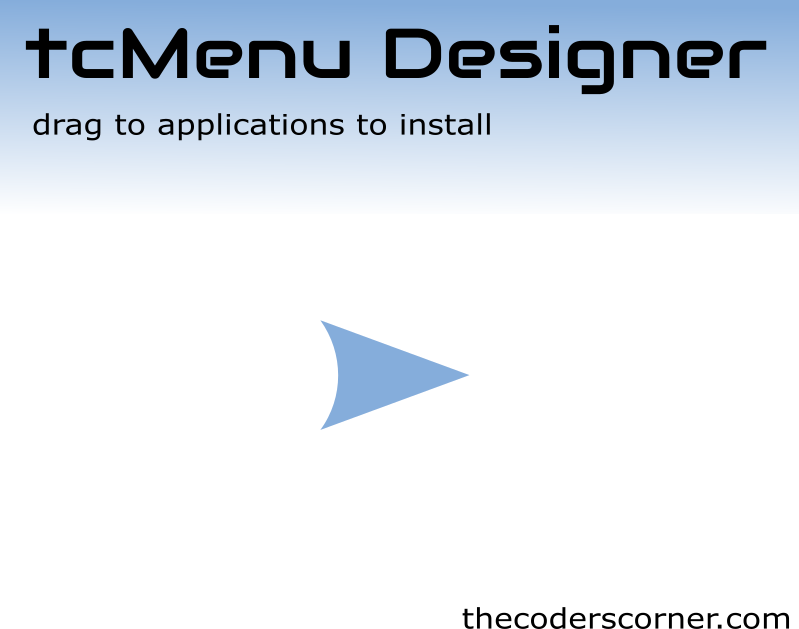 tcMenu Designer
drag to applications to install
thecoderscorner.com